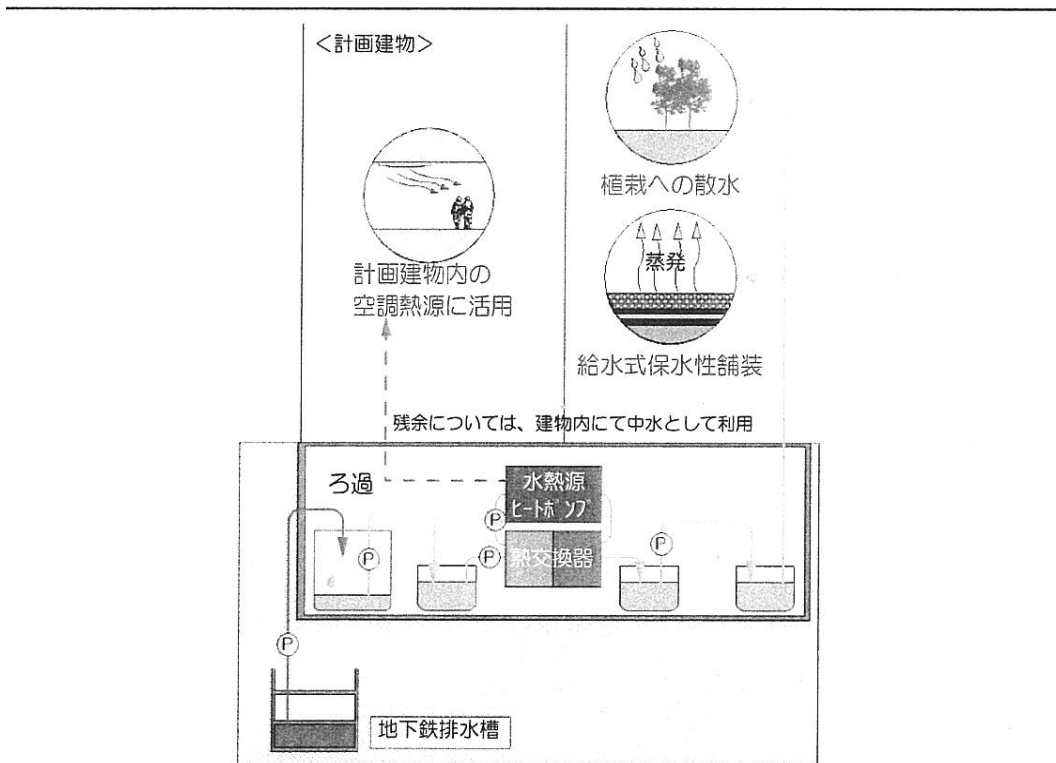 ＜計画建物＞
植栽への散水
蒸発
計画建物内の
空調熱源に活用
給水式保水性舗装
残余については、建物内にて中水として利用
ろ過
水熱源
ﾋｰﾄﾎﾟﾝﾌﾟ
P
P
P
P
熱交換器
P
地下鉄排水槽